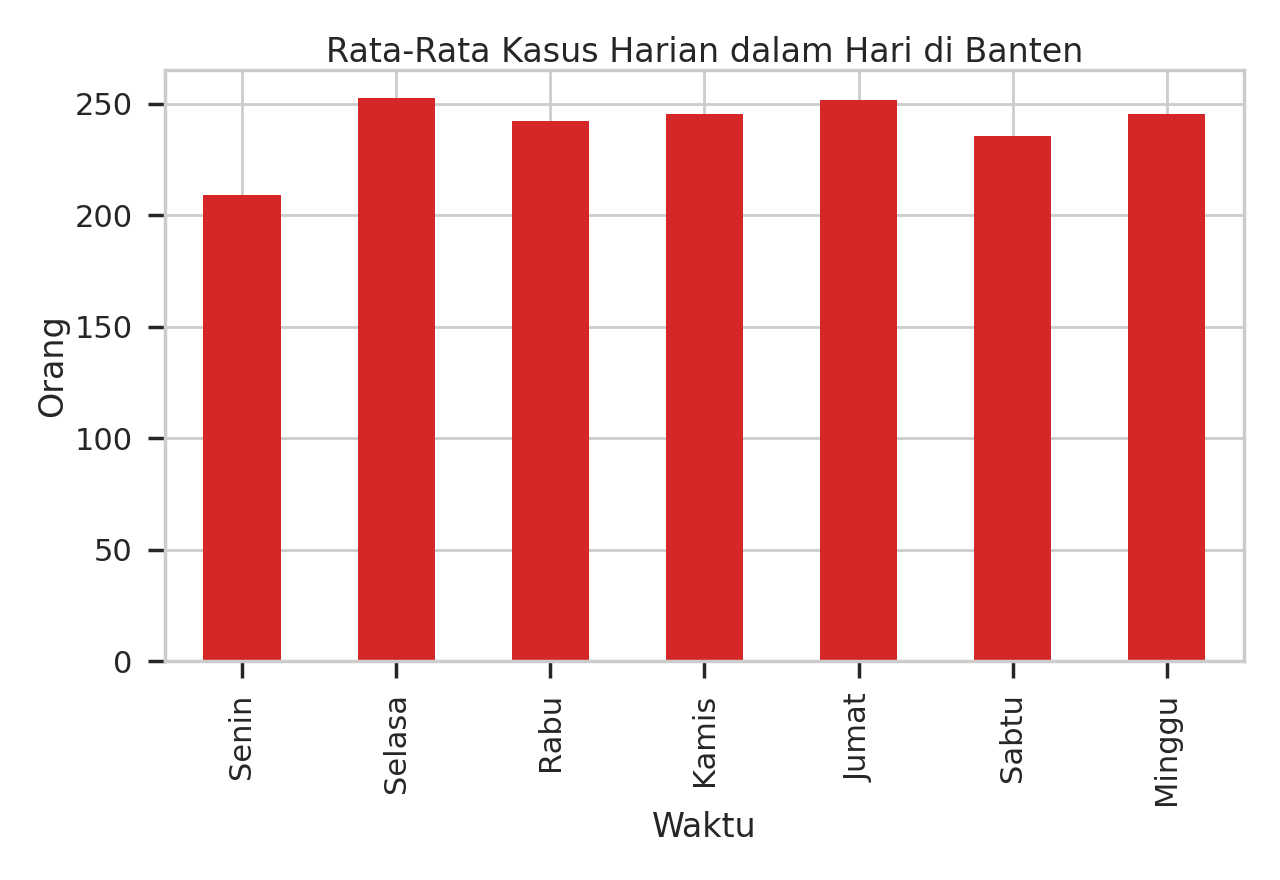 Rata-Rata Kasus Harian dalam Hari di Banten
250
200
150
100
50
0
Orang
Senin
Selasa
Rabu
Kamis
Jumat
Sabtu
Minggu
Waktu